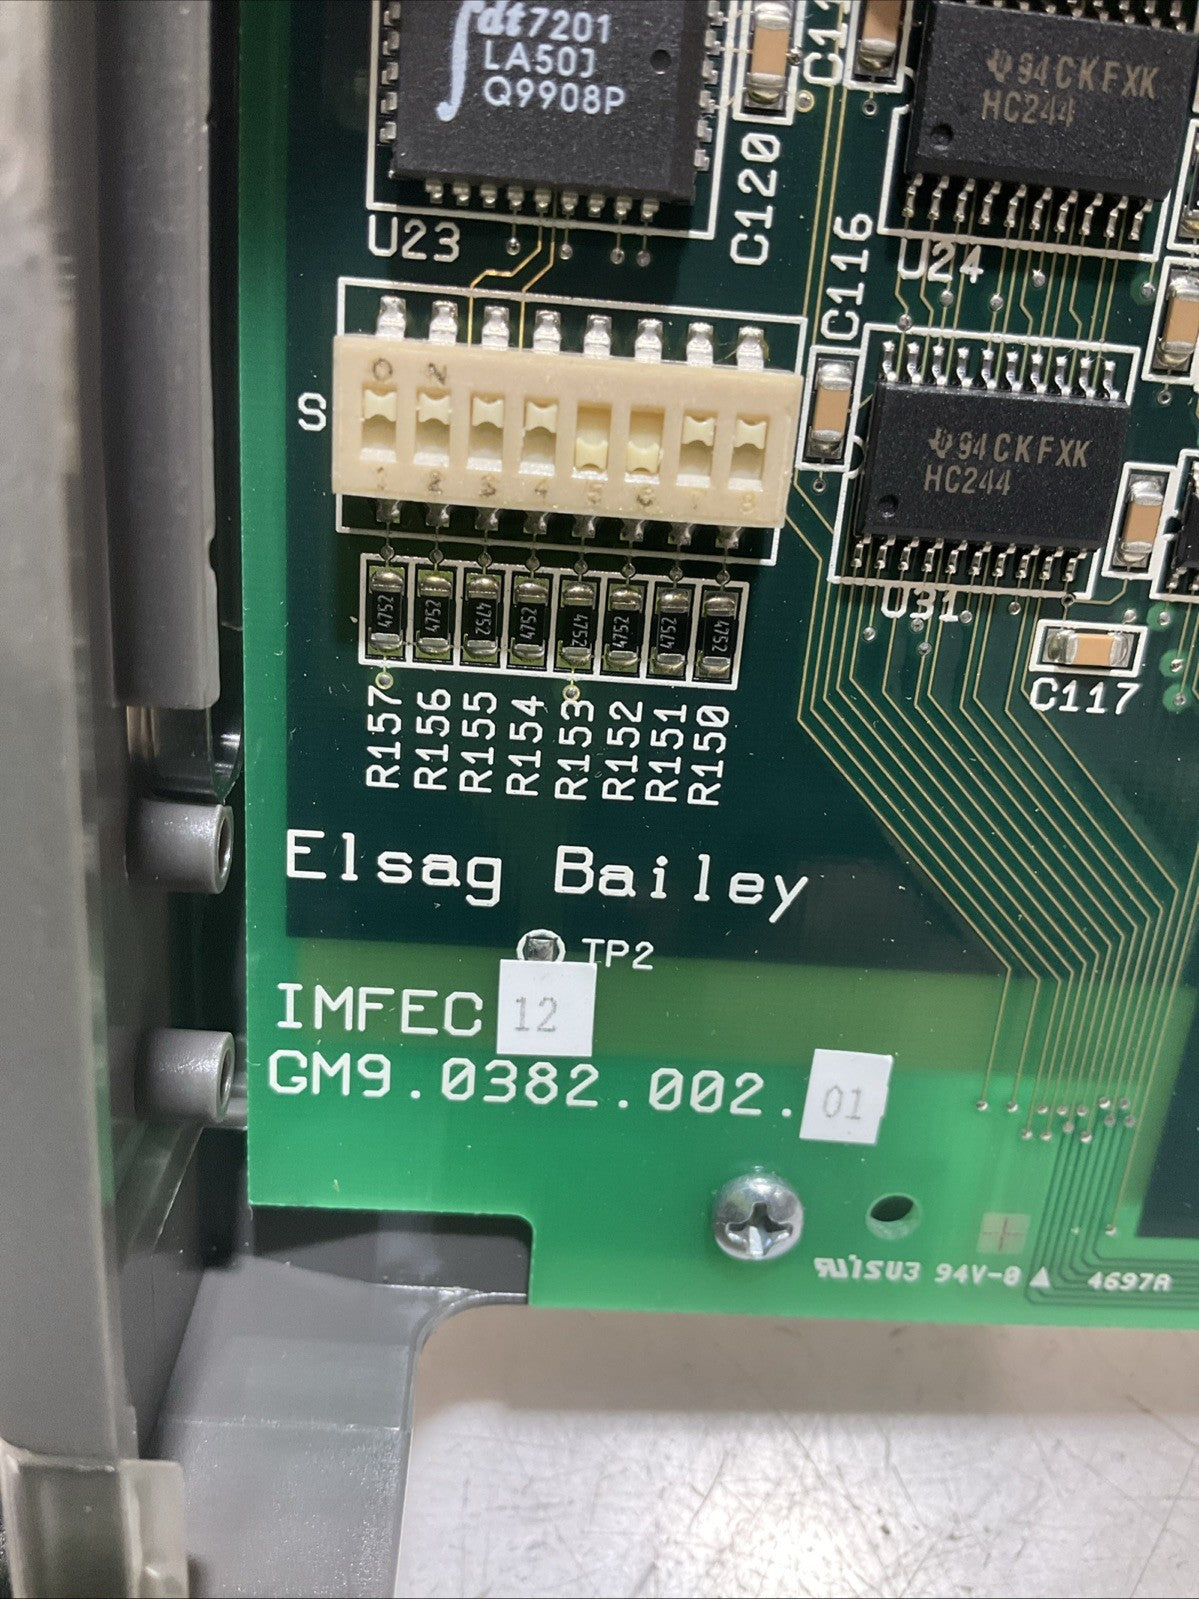 idt7201
LA50J
Q9908P
94CKFXK
HC244
C120
U23
C116
U24
0 2
S
1 2 3 4 5 6 7 8
94CKFXK
HC244
U31
C117
4752 4752 4752 4752 4752 4752 4752 4752
R157 R156 R155 R154 R153 R152 R151 R150
Elsag Bailey
TP2
IMFEC 12
GM9.0382.002. 01
94V-0 4697A